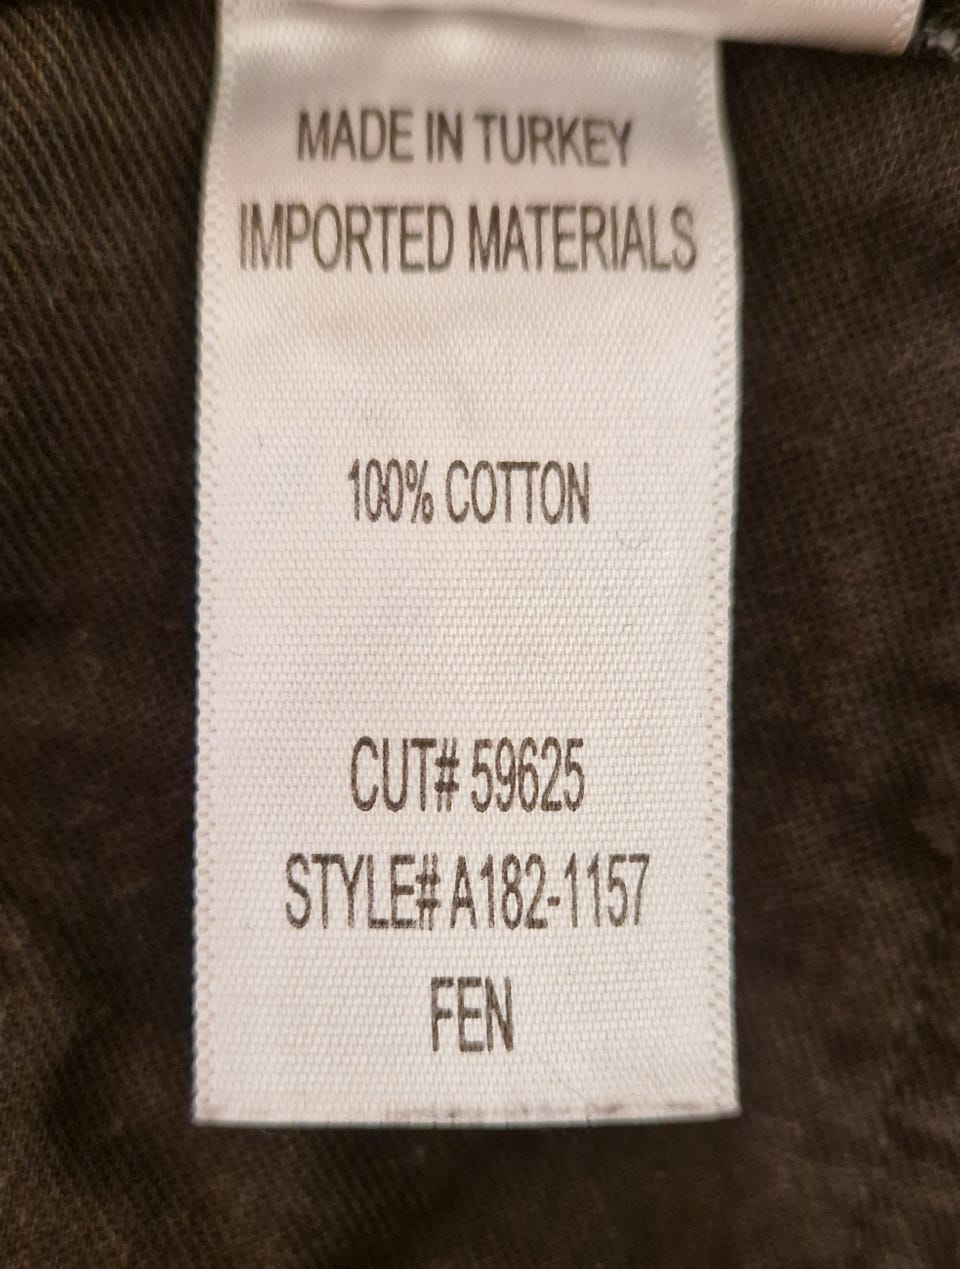 MADE IN TURKEY
IMPORTED MATERIALS
100% COTTON
CUT# 59625
STYLE# A182-1157
FEN